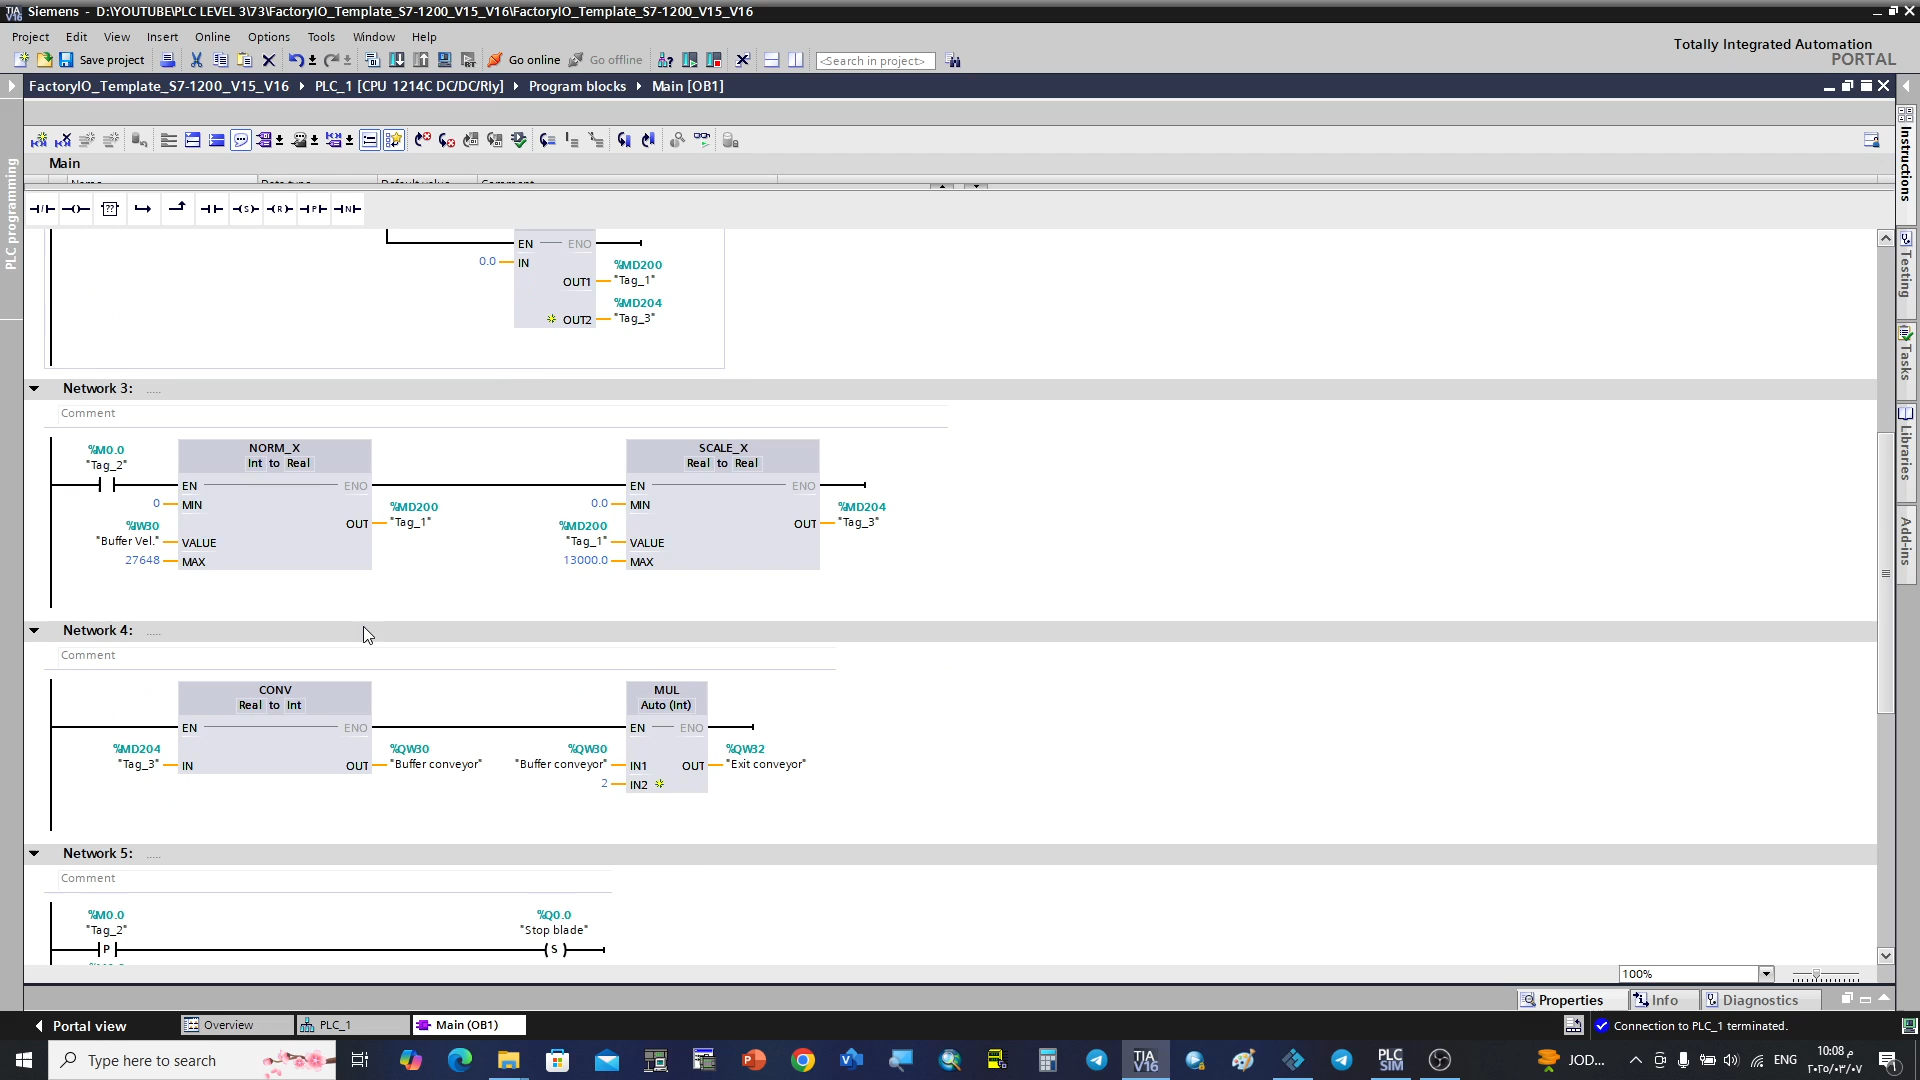 Siemens - D:\YOUTUBE\PLC LEVEL 3\73\FactoryIO_Template_S7-1200_V15_V16\FactoryIO_Template_S7-1200_V15_V16
Project Edit View Insert Online Options Tools Window Help
Totally Integrated Automation
PORTAL
Save project
Go online
Go offline
<Search in project>
FactoryIO_Template_S7-1200_V15_V16 PLC_1 [CPU 1214C DC/DC/Rly] Program blocks Main [OB1]
PLC programming
Instructions
Testing
Tasks
Libraries
Add-ins
Main
EN ENO
0.0 IN
%MD200
OUT1 "Tag_1"
%MD204
OUT2 "Tag_3"
Network 3: .....
Comment
%M0.0
"Tag_2"
NORM_X
Int to Real
EN ENO
0 MIN
%IW30
"Buffer Vel." VALUE
27648 MAX
%MD200
OUT "Tag_1"
SCALE_X
Real to Real
EN ENO
0.0 MIN
%MD200
"Tag_1" VALUE
13000.0 MAX
%MD204
OUT "Tag_3"
Network 4: .....
Comment
CONV
Real to Int
EN ENO
%MD204
"Tag_3" IN
%QW30
OUT "Buffer conveyor"
MUL
Auto (Int)
EN ENO
%QW30
"Buffer conveyor" IN1
2 IN2
%QW32
OUT "Exit conveyor"
Network 5: .....
Comment
%M0.0
"Tag_2"
P
%Q0.0
"Stop blade"
S
100%
Properties Info Diagnostics
Portal view Overview PLC_1 Main (OB1)
Connection to PLC_1 terminated.
Type here to search
JOD...
ENG
10:08 م
٢٠٢٥/٠٣/٠٧